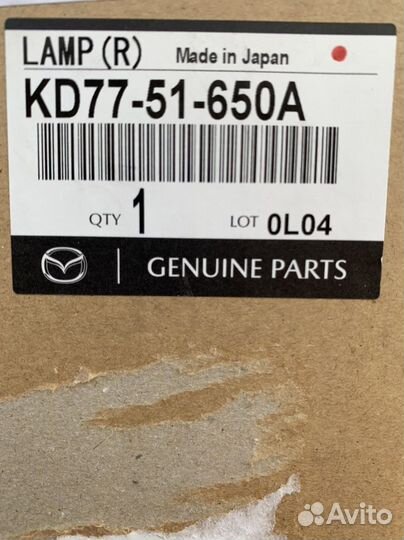 LAMP (R) Made in Japan
KD77-51-650A
QTY 1 LOT 0L04
GENUINE PARTS
Avito